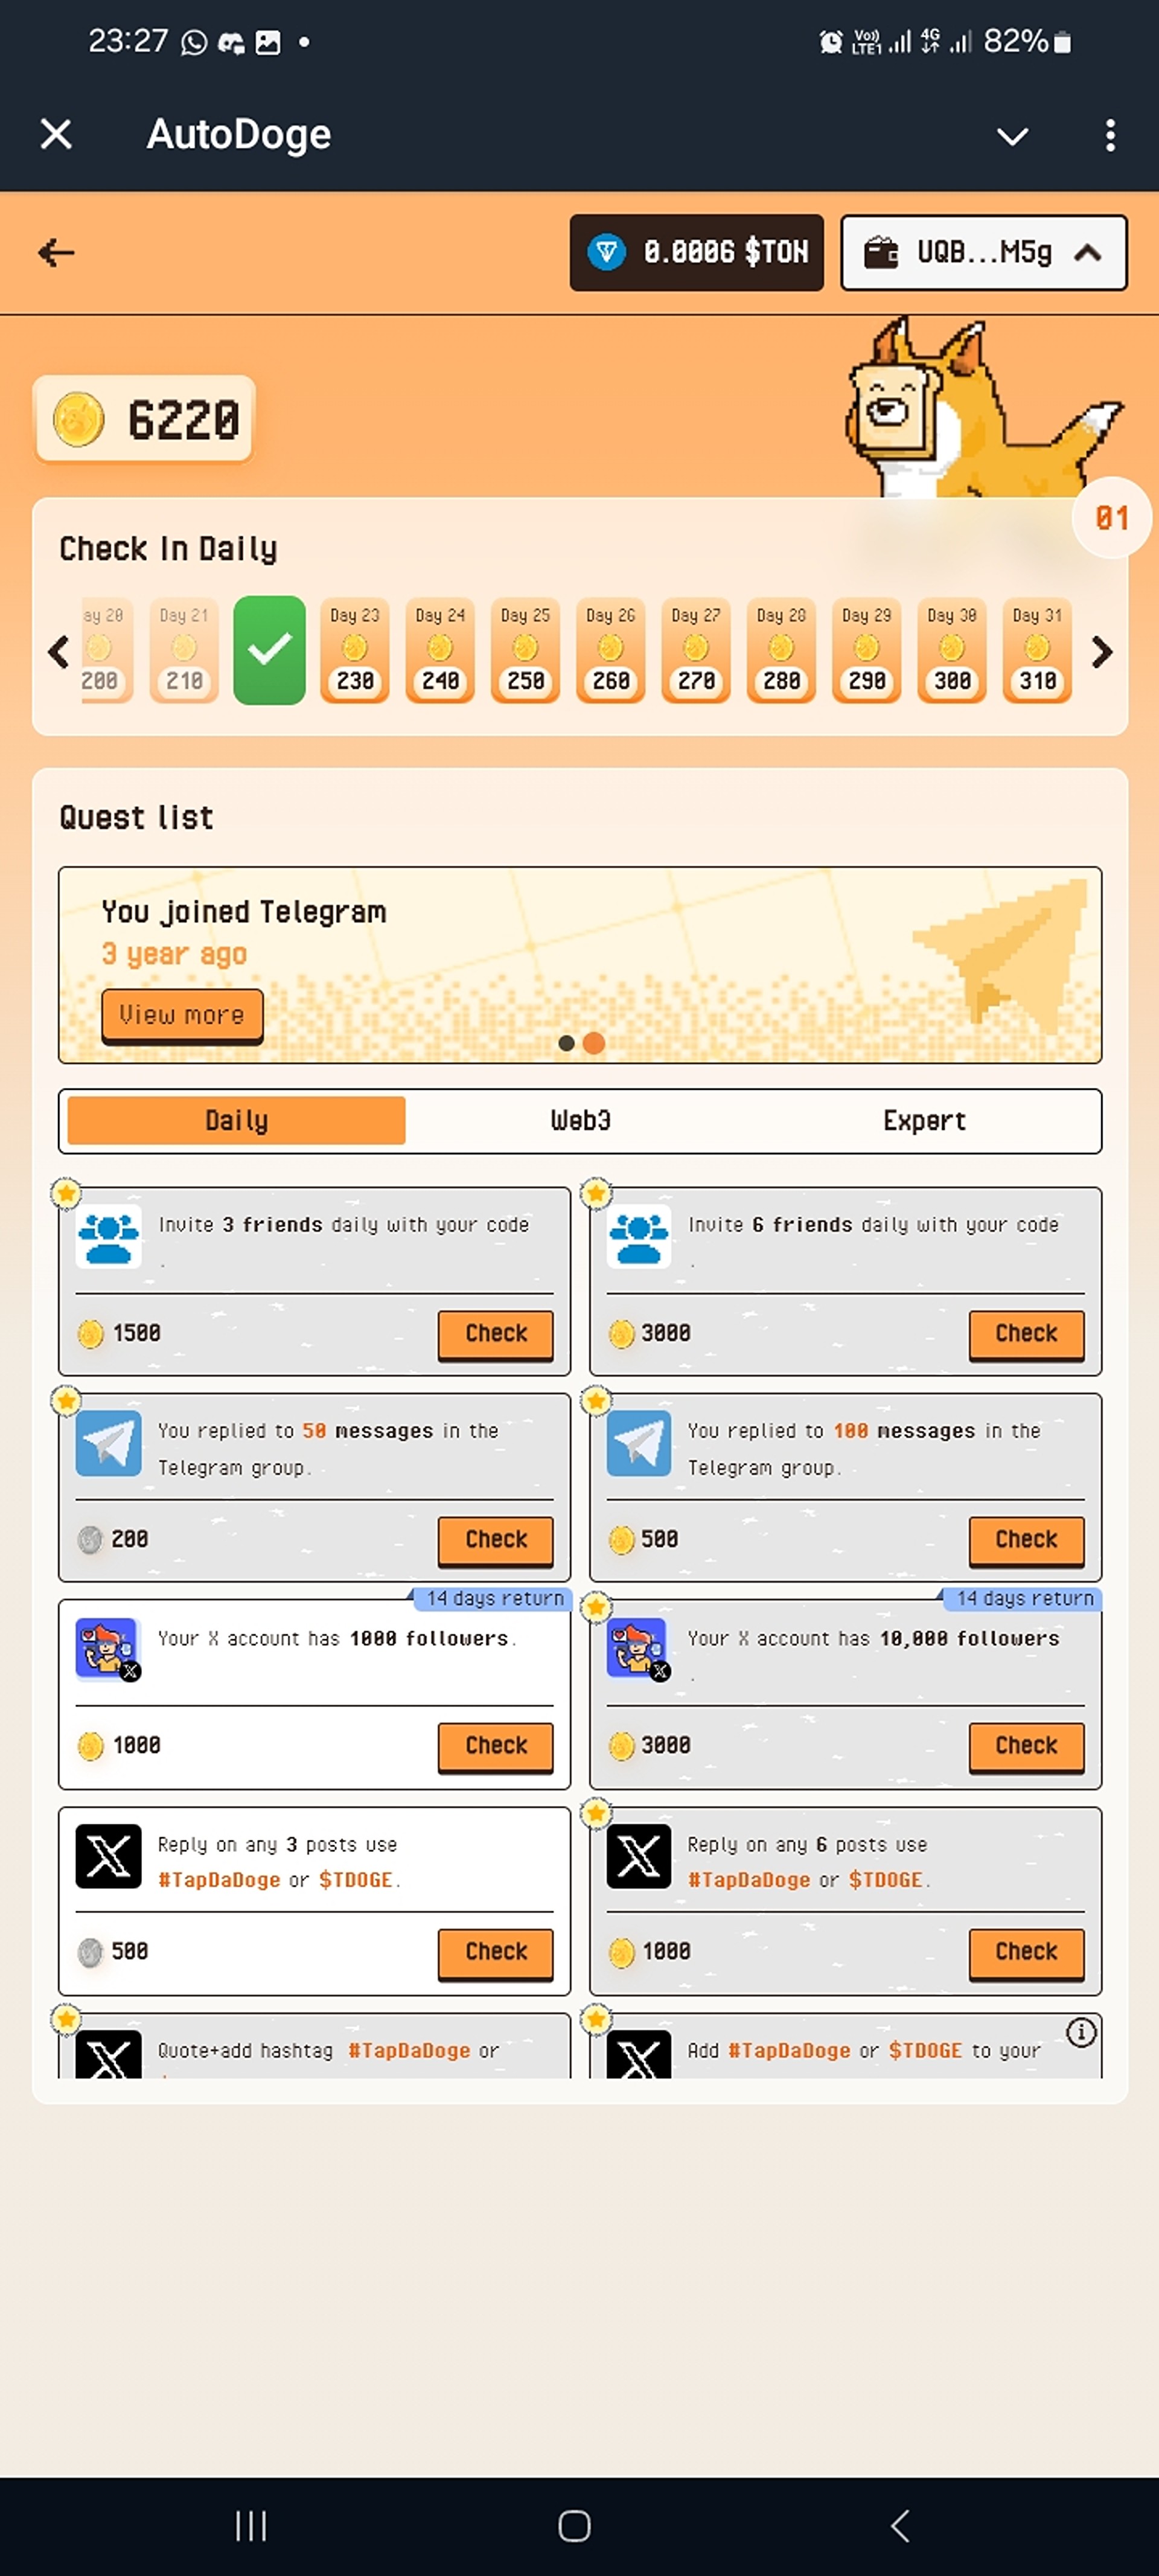 23:27
Vo)) LTE1 4G 82%
AutoDoge
0.0006 $TON
UQB...M5g
6220
01
Check In Daily
ay 20 Day 21 Day 23 Day 24 Day 25 Day 26 Day 27 Day 28 Day 29 Day 30 Day 31
200 210 230 240 250 260 270 280 290 300 310
Quest list
You joined Telegram
3 year ago
View more
Daily Web3 Expert
Invite 3 friends daily with your code
.
1500 Check
Invite 6 friends daily with your code
.
3000 Check
You replied to 50 messages in the
Telegram group.
200 Check
You replied to 100 messages in the
Telegram group.
500 Check
14 days return
Your X account has 1000 followers.
1000 Check
14 days return
Your X account has 10,000 followers
.
3000 Check
Reply on any 3 posts use
#TapDaDoge or $TDOGE.
500 Check
Reply on any 6 posts use
#TapDaDoge or $TDOGE.
1000 Check
Quote+add hashtag #TapDaDoge or
Add #TapDaDoge or $TDOGE to your